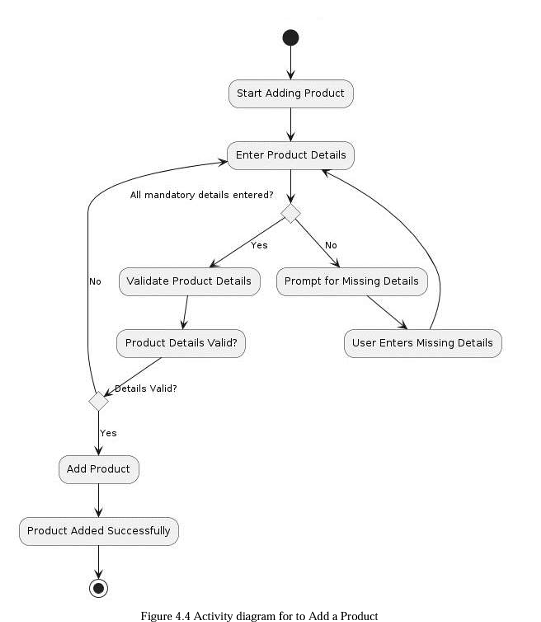 Start Adding Product
Enter Product Details
All mandatory details entered?
Yes
No
Validate Product Details
Prompt for Missing Details
No
Product Details Valid?
User Enters Missing Details
Details Valid?
Yes
Add Product
Product Added Successfully
Figure 4.4 Activity diagram for to Add a Product